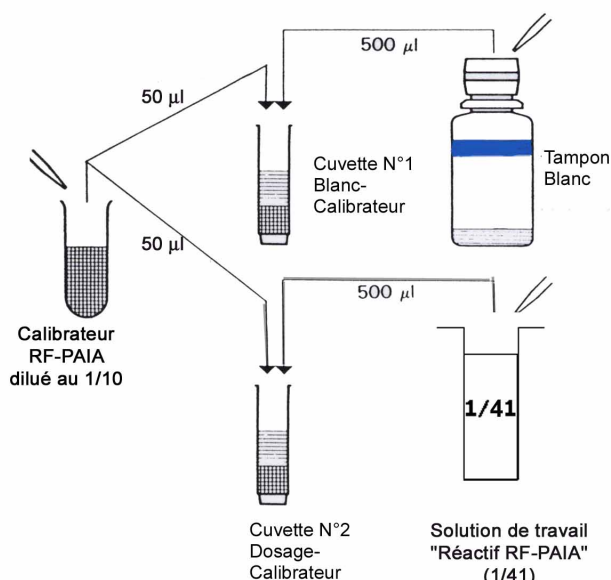 500 µl
50 µl
Cuvette N°1
Blanc-
Calibrateur
Tampon
Blanc
50 µl
500 µl
Calibrateur
RF-PAIA
dilué au 1/10
1/41
Cuvette N°2
Dosage-
Calibrateur
Solution de travail
"Réactif RF-PAIA"
(1/41)